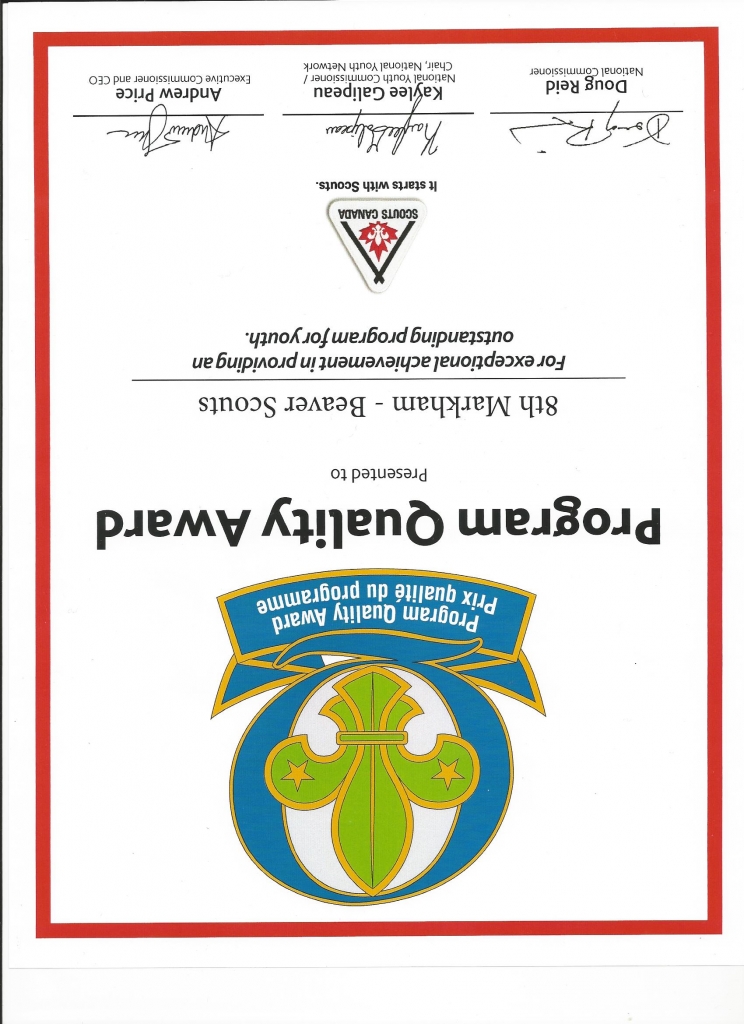 Program Quality Award
Prix qualité du programme
Program Quality Award
Presented to
8th Markham - Beaver Scouts
For exceptional achievement in providing an
outstanding program for youth.
SCOUTS CANADA
It starts with Scouts.
Doug Reid
National Commissioner
Kaylee Galipeau
National Youth Commissioner /
Chair, National Youth Network
Andrew Price
Executive Commissioner and CEO